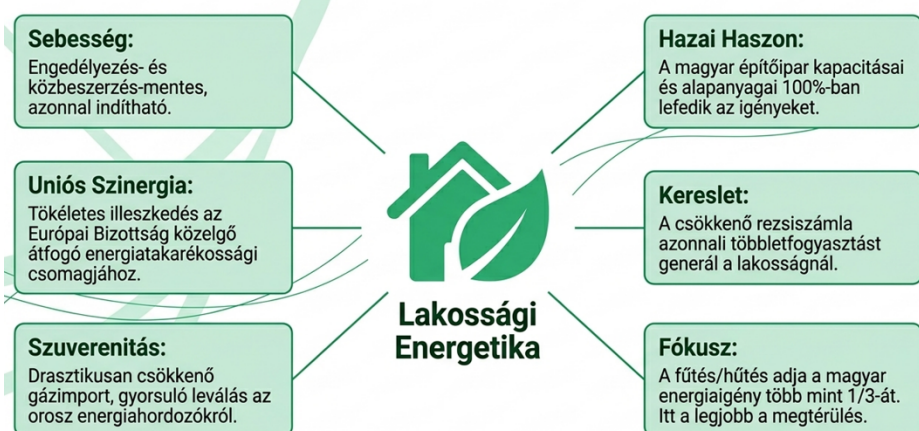 Sebesség:
Engedélyezés- és
közbeszerzés-mentes,
azonnal indítható.
Uniós Szinergia:
Tökéletes illeszkedés az
Európai Bizottság közelgő
átfogó energiatakarékossági
csomagjához.
Szuverenitás:
Drasztikusan csökkenő
gázimport, gyorsuló leválás az
orosz energiahordozókról.
Lakossági
Energetika
Hazai Haszon:
A magyar építőipar kapacitásai
és alapanyagai 100%-ban
lefedik az igényeket.
Kereslet:
A csökkenő rezsiszámla
azonnali többletfogyasztást
generál a lakosságnál.
Fókusz:
A fűtés/hűtés adja a magyar
energiaigény több mint 1/3-át.
Itt a legjobb a megtérülés.